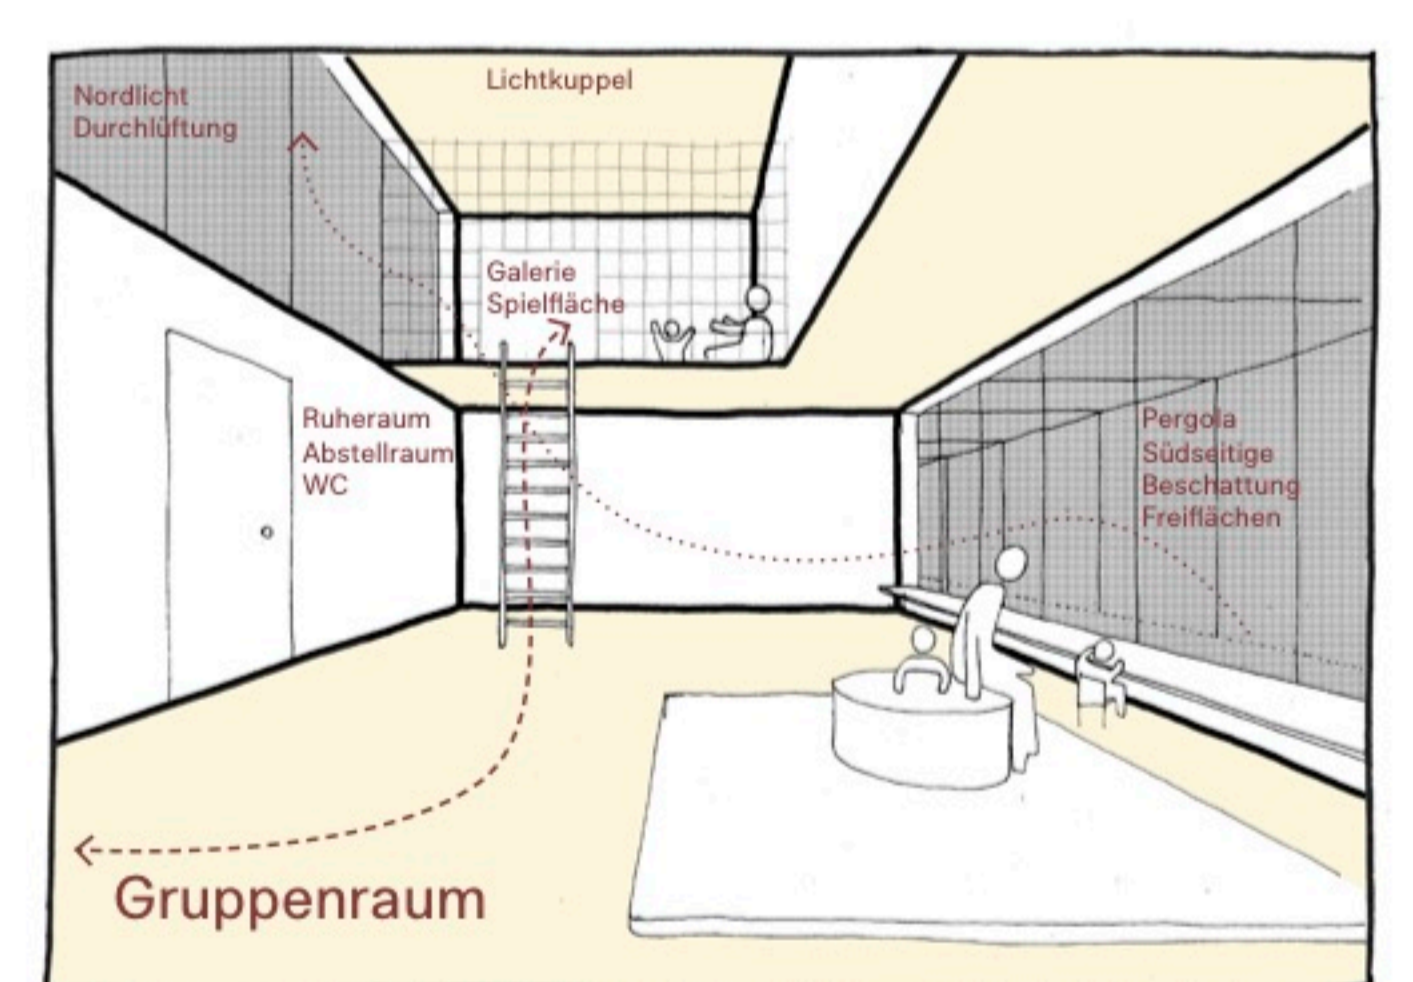 Nordlicht
Durchlüftung
Lichtkuppel
Galerie
Spielfläche
Ruheraum
Abstellraum
WC
Pergola
Südseitige
Beschattung
Freiflächen
Gruppenraum